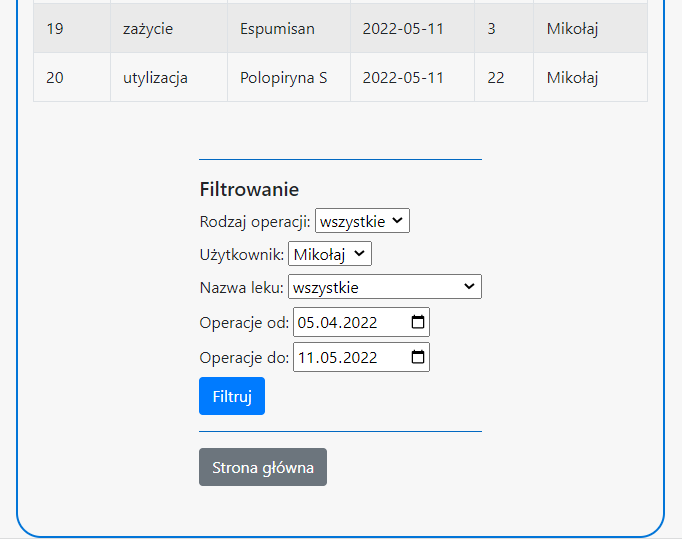 19 zażycie Espumisan 2022-05-11 3 Mikołaj
20 utylizacja Polopiryna S 2022-05-11 22 Mikołaj
Filtrowanie
Rodzaj operacji: wszystkie
Użytkownik: Mikołaj
Nazwa leku: wszystkie
Operacje od: 05.04.2022
Operacje do: 11.05.2022
Filtruj
Strona główna